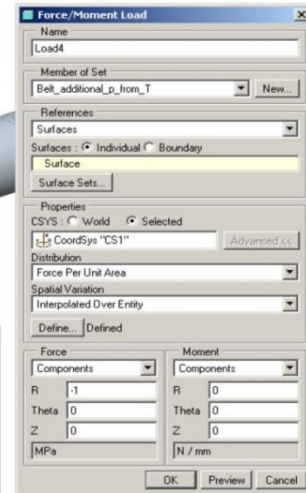 Force/Moment Load
Name
Load4
Member of Set
Belt_additional_p_from_T
New...
References
Surfaces
Surfaces : Individual Boundary
Surface
Surface Sets...
Properties
CSYS : World Selected
CoordSys "CS1"
Advanced <<
Distribution
Force Per Unit Area
Spatial Variation
Interpolated Over Entity
Define... Defined
Force Moment
Components Components
R -1 R 0
Theta 0 Theta 0
Z 0 Z 0
MPa N / mm
OK Preview Cancel